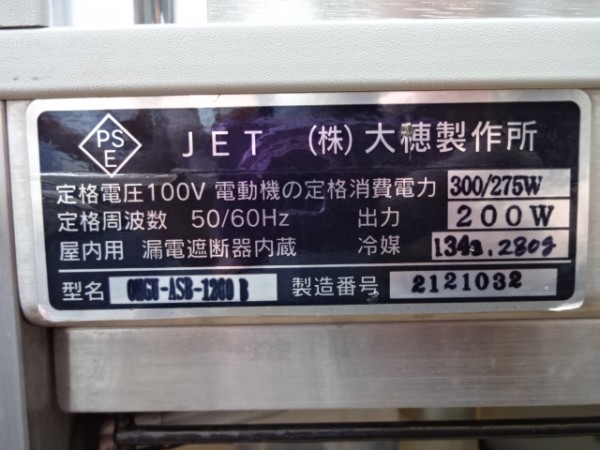 PS
E
JET (株)大穂製作所
定格電圧100V 電動機の定格消費電力 300/275W
定格周波数 50/60Hz 出力 200W
屋内用 漏電遮断器内蔵 冷媒 134a. 280g
型名 OHGU-ASB-1200B 製造番号 2121032